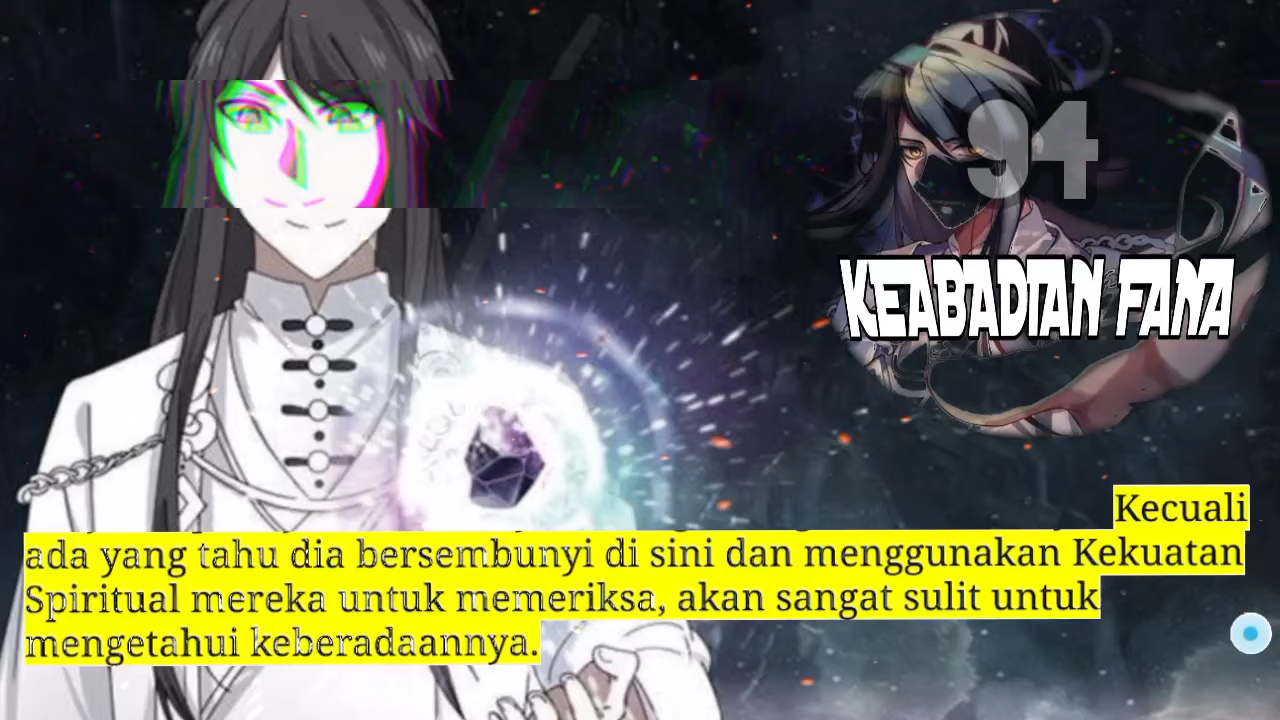 94
KEABADIAN FANA
Kecuali
ada yang tahu dia bersembunyi di sini dan menggunakan Kekuatan
Spiritual mereka untuk memeriksa, akan sangat sulit untuk
mengetahui keberadaannya.